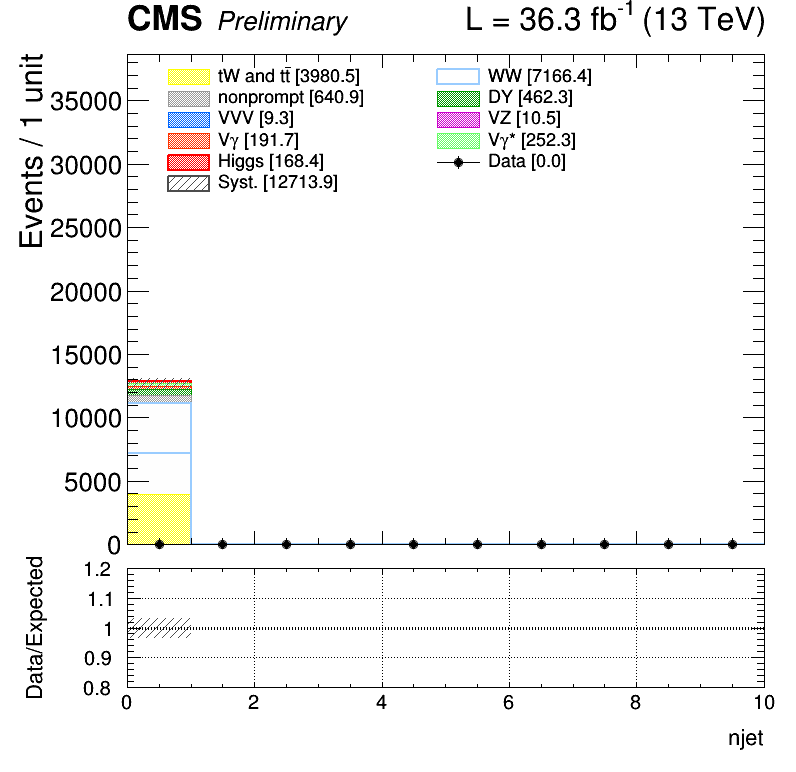 CMS Preliminary L = 36.3 fb⁻¹ (13 TeV)
Events / 1 unit
35000
30000
25000
20000
15000
10000
5000
0
tW and tt̄ [3980.5]
nonprompt [640.9]
VVV [9.3]
Vγ [191.7]
Higgs [168.4]
Syst. [12713.9]
WW [7166.4]
DY [462.3]
VZ [10.5]
Vγ* [252.3]
Data [0.0]
Data/Expected
1.2
1.1
1
0.9
0.8
0 2 4 6 8 10
njet